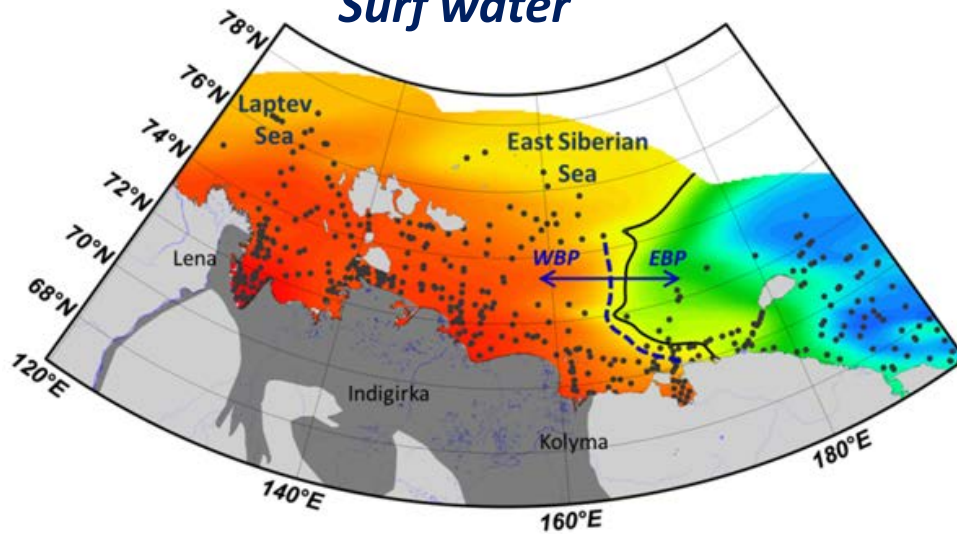 Surf water
78°N
76°N
74°N
72°N
70°N
68°N
120°E
140°E
160°E
180°E
Laptev
Sea
East Siberian
Sea
WBP
EBP
Lena
Indigirka
Kolyma